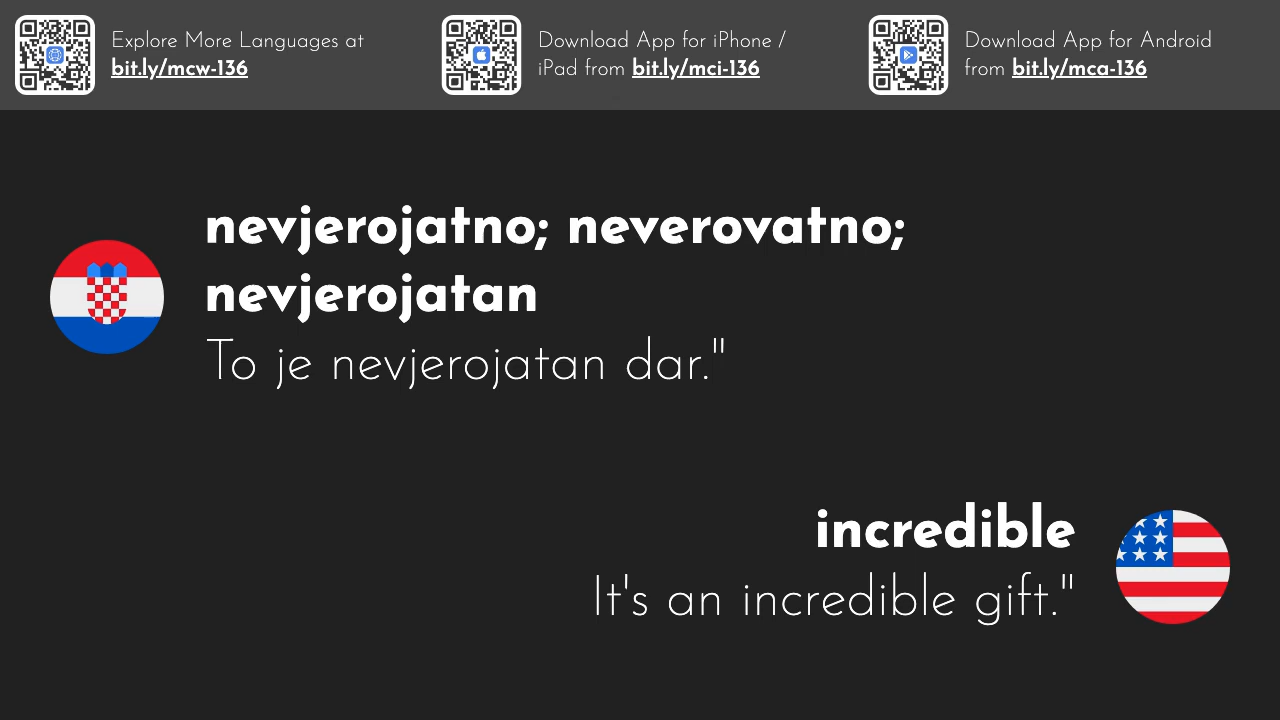 Explore More Languages at
bit.ly/mcw-136
Download App for iPhone /
iPad from bit.ly/mci-136
Download App for Android
from bit.ly/mca-136
nevjerojatno; neverovatno;
nevjerojatan
To je nevjerojatan dar."
incredible
It's an incredible gift."